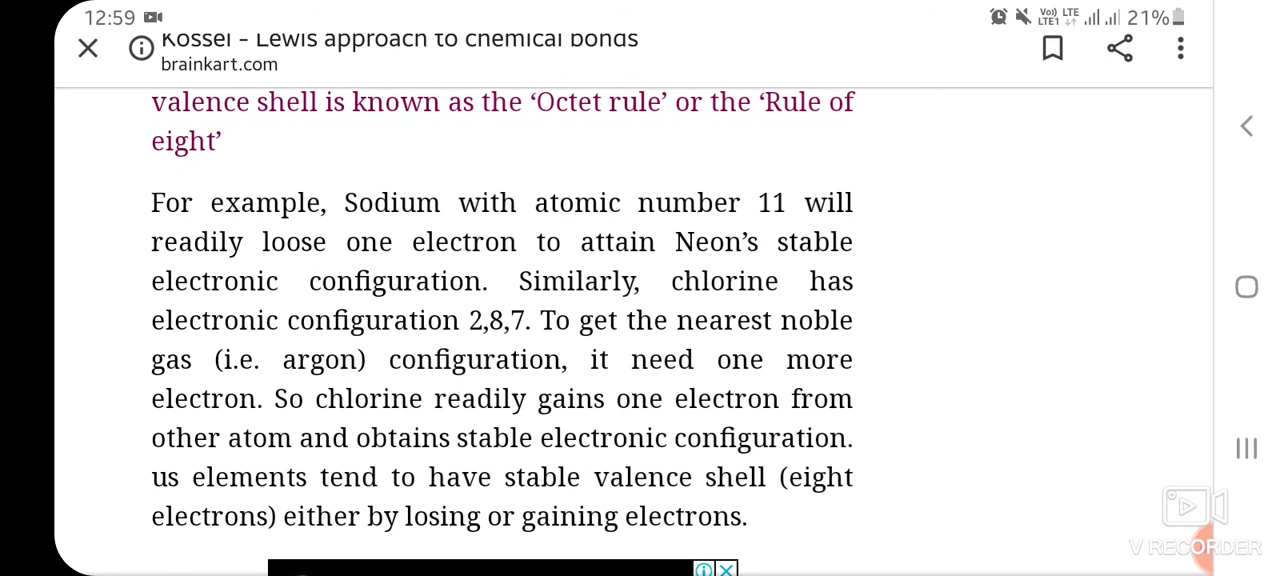 12:59
Vo)) LTE
LTE1 21%
Kossel - Lewis approach to chemical bonds
brainkart.com
valence shell is known as the ‘Octet rule’ or the ‘Rule of
eight’
For example, Sodium with atomic number 11 will
readily loose one electron to attain Neon’s stable
electronic configuration. Similarly, chlorine has
electronic configuration 2,8,7. To get the nearest noble
gas (i.e. argon) configuration, it need one more
electron. So chlorine readily gains one electron from
other atom and obtains stable electronic configuration.
us elements tend to have stable valence shell (eight
electrons) either by losing or gaining electrons.
V RECORDER